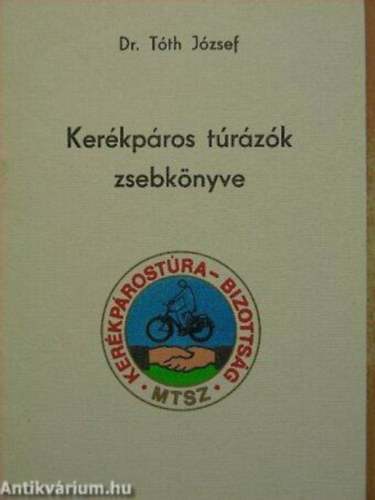 Dr. Tóth József
Kerékpáros túrázók
zsebkönyve
KERÉKPÁROSTÚRA-BIZOTTSÁG
· MTSZ ·
Antikvárium.hu